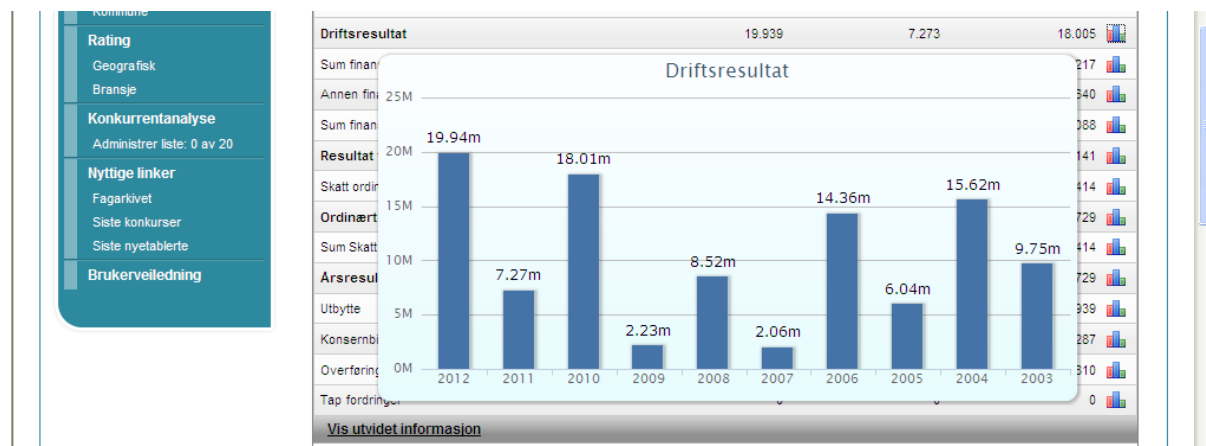 Kommune
Rating
Geografisk
Bransje
Konkurrentanalyse
Administrer liste: 0 av 20
Nyttige linker
Fagarkivet
Siste konkurser
Siste nyetablerte
Brukerveiledning
Driftsresultat 19.939 7.273 18.005
Sum finan 217
Annen fina 640
Sum finan 088
Resultat 141
Skatt ordin 414
Ordinært 729
Sum Skatt 414
Årsresul 729
Utbytte 939
Konsernbi 287
Overføring 310
Tap fordringer 0
Vis utvidet informasjon
Driftsresultat
25M
20M
15M
10M
5M
0M
19.94m 7.27m 18.01m 2.23m 8.52m 2.06m 14.36m 6.04m 15.62m 9.75m
2012 2011 2010 2009 2008 2007 2006 2005 2004 2003